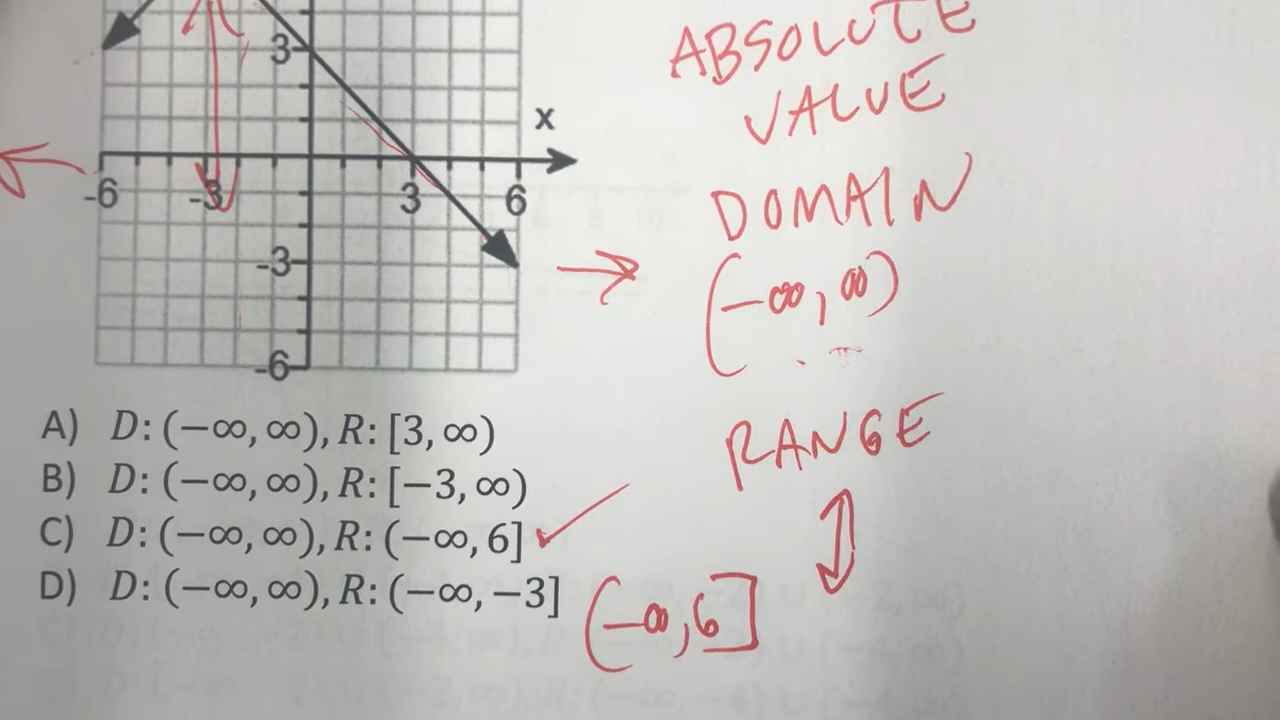 ABSOLUTE
VALUE
3
x
-6 -3 3 6
DOMAIN
-3
(-∞, ∞)
-6
A) D: (−∞, ∞), R: [3, ∞)
RANGE
B) D: (−∞, ∞), R: [−3, ∞)
C) D: (−∞, ∞), R: (−∞, 6]
D) D: (−∞, ∞), R: (−∞, −3]
(-∞, 6]